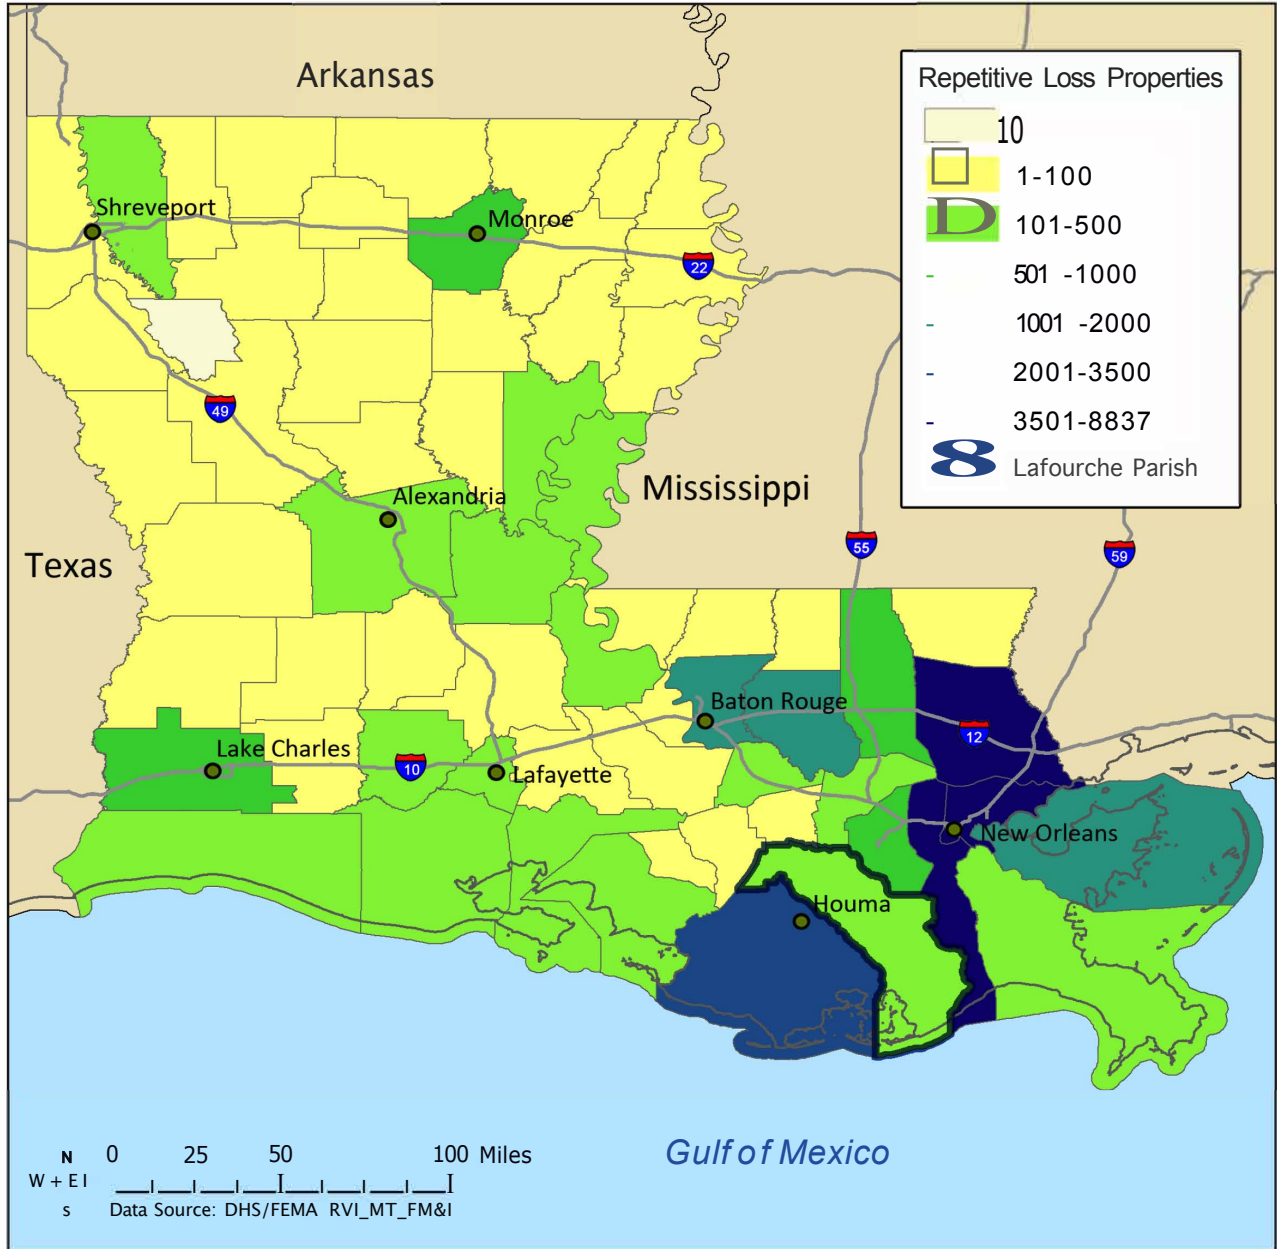 Arkansas
Repetitive Loss Properties
10
1-100
D 101-500
- 501 -1000
- 1001 -2000
- 2001-3500
- 3501-8837
8 Lafourche Parish
Shreveport
Monroe
22
49
Alexandria
Mississippi
Texas
55
59
Baton Rouge
12
Lake Charles
10
Lafayette
New Orleans
Houma
Gulf of Mexico
N 0 25 50 100 Miles
W + E I
s Data Source: DHS/FEMA RVI_MT_FM&I